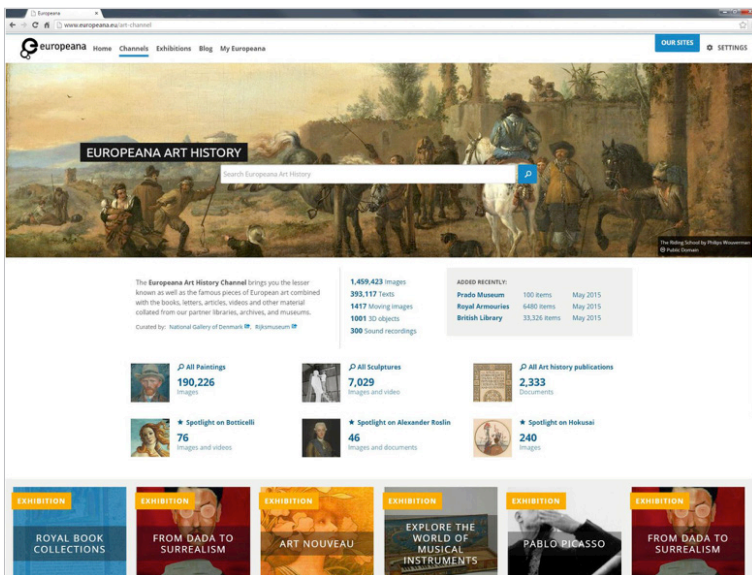 Europeana
www.europeana.eu/art-channel
europeana Home Channels Exhibitions Blog My Europeana
OUR SITES
SETTINGS
EUROPEANA ART HISTORY
Search Europeana Art History
The Riding School by Philips Wouwerman
Public Domain
The Europeana Art History Channel brings you the lesser
known as well as the famous pieces of European art combined
with the books, letters, articles, videos and other material
collated from our partner libraries, archives, and museums.
Curated by: National Gallery of Denmark, Rijksmuseum
1,459,423 Images
393,117 Texts
1417 Moving images
1001 3D objects
300 Sound recordings
ADDED RECENTLY:
Prado Museum 100 items May 2015
Royal Armouries 6480 items May 2015
British Library 33,326 items May 2015
All Paintings
190,226
Images
All Sculptures
7,029
Images and video
All Art history publications
2,333
Documents
Spotlight on Botticelli
76
Images and videos
Spotlight on Alexander Roslin
46
Images and documents
Spotlight on Hokusai
240
Images
EXHIBITION
ROYAL BOOK
COLLECTIONS
EXHIBITION
FROM DADA TO
SURREALISM
EXHIBITION
ART NOUVEAU
EXHIBITION
EXPLORE THE
WORLD OF
MUSICAL
INSTRUMENTS
EXHIBITION
PABLO PICASSO
EXHIBITION
FROM DADA TO
SURREALISM